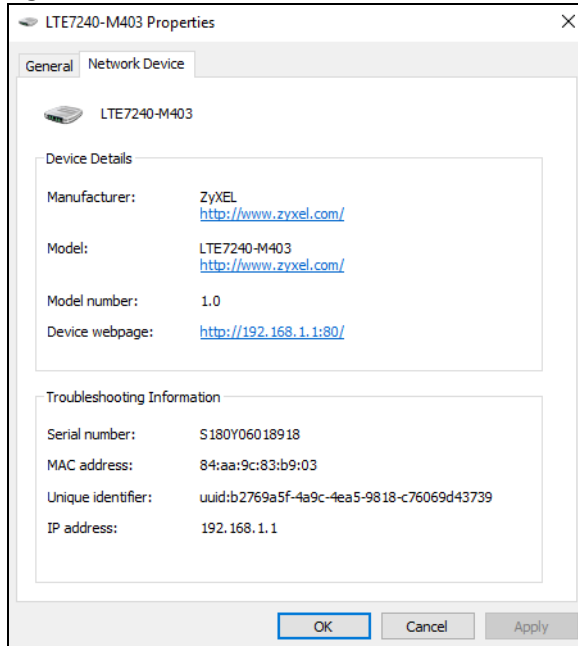 LTE7240-M403 Properties
General Network Device
LTE7240-M403
Device Details
Manufacturer: ZyXEL
http://www.zyxel.com/
Model: LTE7240-M403
http://www.zyxel.com/
Model number: 1.0
Device webpage: http://192.168.1.1:80/
Troubleshooting Information
Serial number: S180Y06018918
MAC address: 84:aa:9c:83:b9:03
Unique identifier: uuid:b2769a5f-4a9c-4ea5-9818-c76069d43739
IP address: 192.168.1.1
OK Cancel Apply